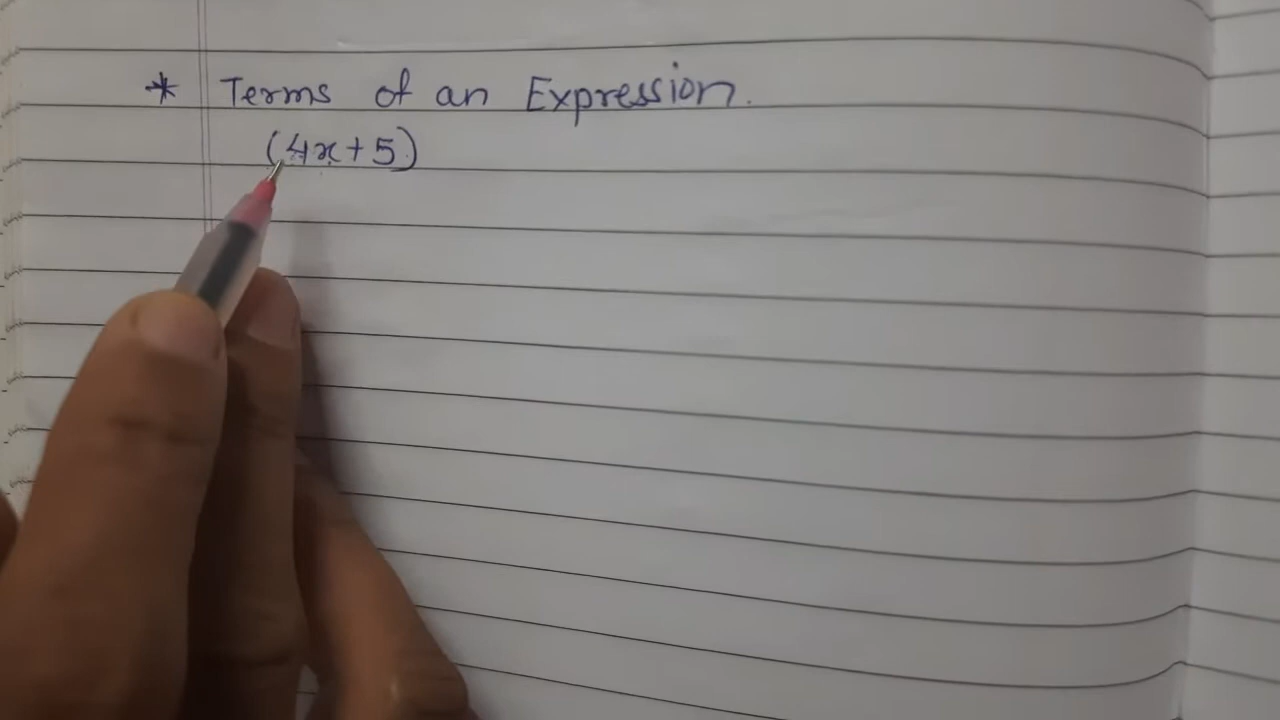 * Terms of an Expression.
(4x+5)